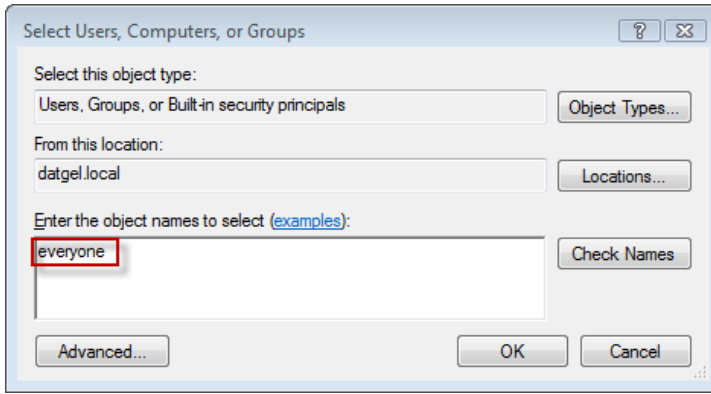 Select Users, Computers, or Groups
Select this object type:
Users, Groups, or Built-in security principals
Object Types...
From this location:
datgel.local
Locations...
Enter the object names to select (examples):
everyone
Check Names
Advanced...
OK
Cancel